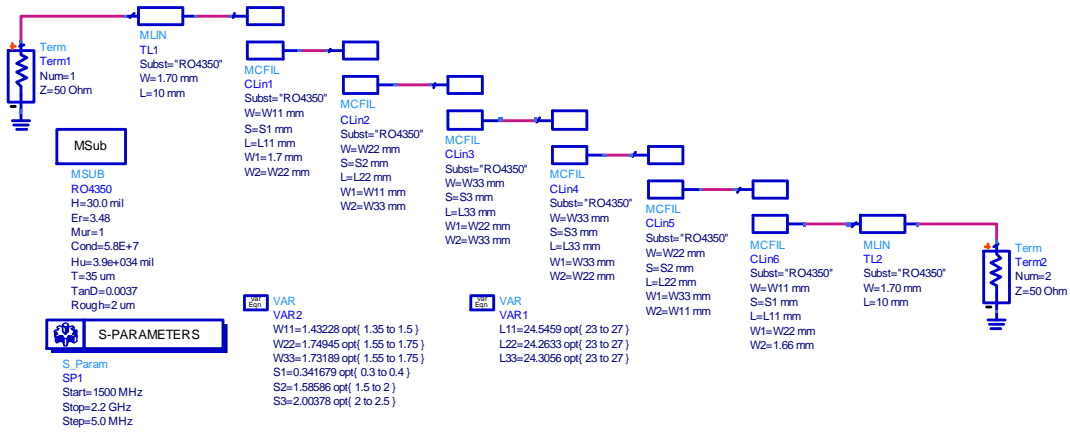 Term
Term1
Num=1
Z=50 Ohm
MLIN
TL1
Subst="RO4350"
W=1.70 mm
L=10 mm
MCFIL
CLin1
Subst="RO4350"
W=W11 mm
S=S1 mm
L=L11 mm
W1=1.7 mm
W2=W22 mm
MCFIL
CLin2
Subst="RO4350"
W=W22 mm
S=S2 mm
L=L22 mm
W1=W11 mm
W2=W33 mm
MCFIL
CLin3
Subst="RO4350"
W=W33 mm
S=S3 mm
L=L33 mm
W1=W22 mm
W2=W33 mm
MCFIL
CLin4
Subst="RO4350"
W=W33 mm
S=S3 mm
L=L33 mm
W1=W33 mm
W2=W22 mm
MCFIL
CLin5
Subst="RO4350"
W=W22 mm
S=S2 mm
L=L22 mm
W1=W33 mm
W2=W11 mm
MCFIL
CLin6
Subst="RO4350"
W=W11 mm
S=S1 mm
L=L11 mm
W1=W22 mm
W2=1.66 mm
MLIN
TL2
Subst="RO4350"
W=1.70 mm
L=10 mm
Term
Term2
Num=2
Z=50 Ohm
MSub
MSUB
RO4350
H=30.0 mil
Er=3.48
Mur=1
Cond=5.8E+7
Hu=3.9e+034 mil
T=35 um
TanD=0.0037
Rough=2 um
S-PARAMETERS
S_Param
SP1
Start=1500 MHz
Stop=2.2 GHz
Step=5.0 MHz
Var
Eqn
VAR
VAR2
W11=1.43228 opt{ 1.35 to 1.5 }
W22=1.74945 opt{ 1.55 to 1.75 }
W33=1.73189 opt{ 1.55 to 1.75 }
S1=0.341679 opt{ 0.3 to 0.4 }
S2=1.58586 opt{ 1.5 to 2 }
S3=2.00378 opt{ 2 to 2.5 }
Var
Eqn
VAR
VAR1
L11=24.5459 opt{ 23 to 27 }
L22=24.2633 opt{ 23 to 27 }
L33=24.3056 opt{ 23 to 27 }